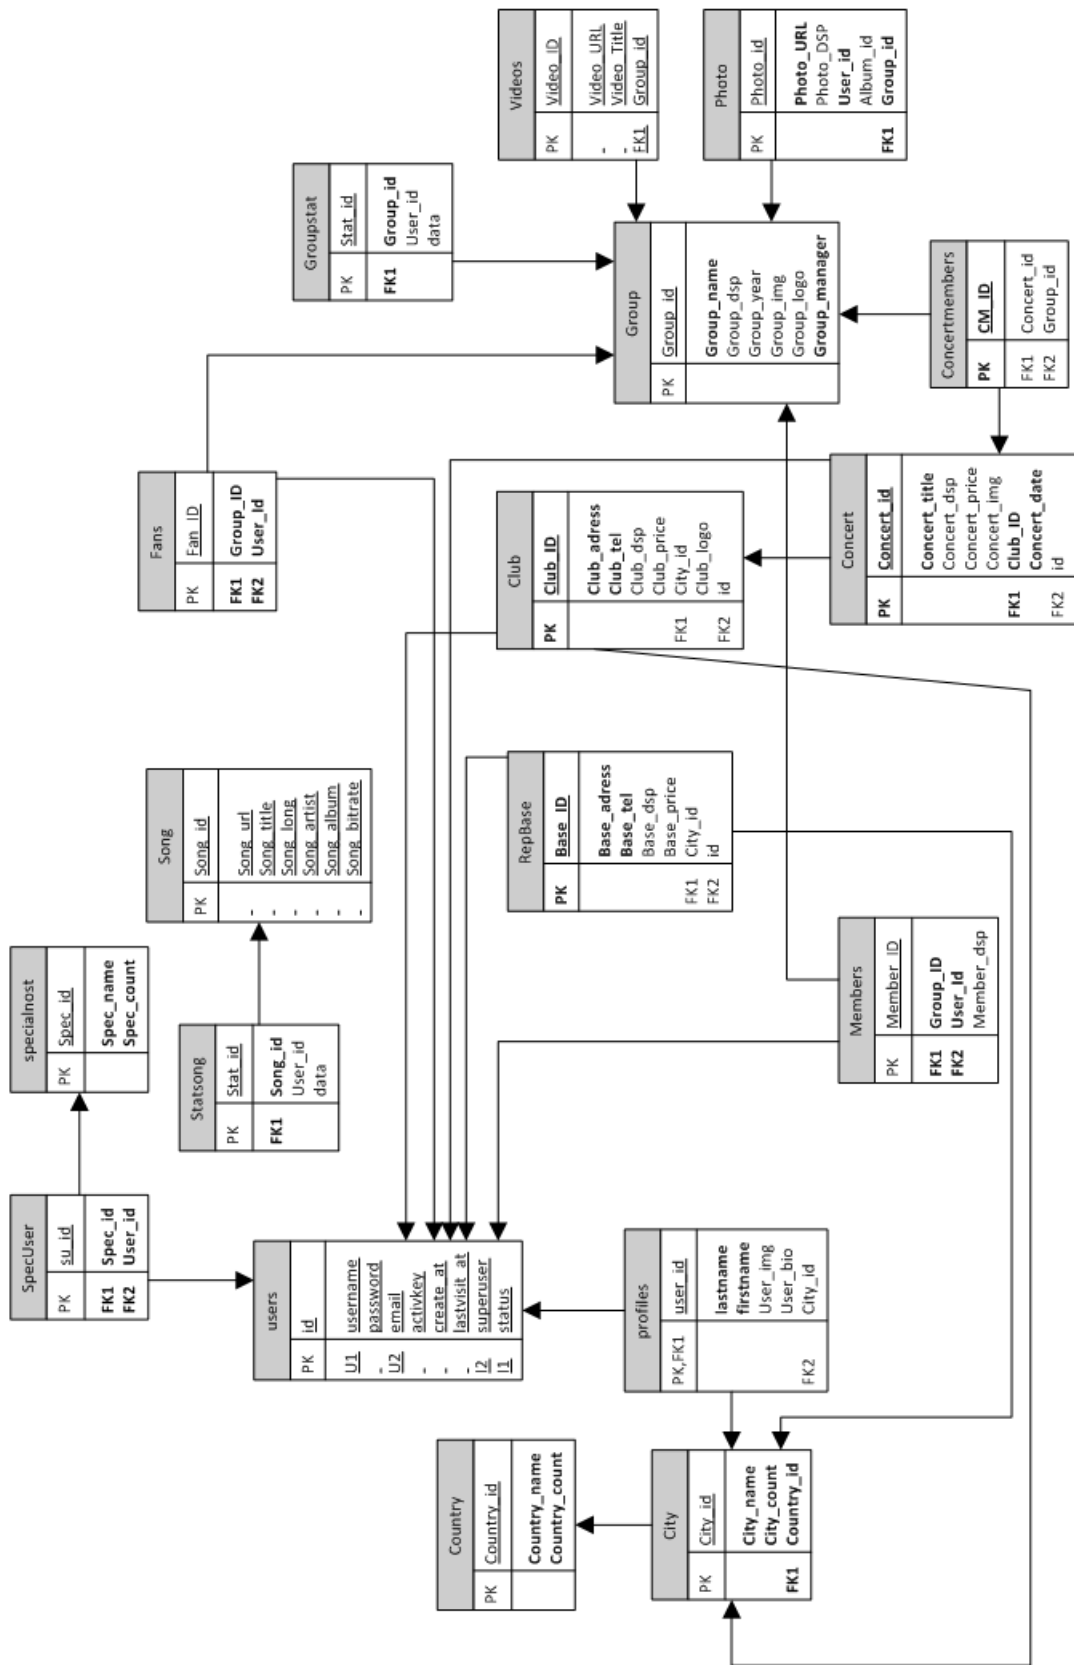 SpecUser
PK su_id
FK1 Spec_id
FK2 User_id
specialnost
PK Spec_id
Spec_name
Spec_count
Statsong
PK Stat_id
FK1 Song_id
User_id
data
Song
PK Song_id
- Song_url
- Song_title
- Song_long
- Song_artist
- Song_album
- Song_bitrate
Fans
PK Fan_ID
FK1 Group_ID
FK2 User_Id
users
PK id
U1 username
- password
U2 email
- activkey
- create_at
- lastvisit_at
I2 superuser
I1 status
Groupstat
PK Stat_id
FK1 Group_id
User_id
data
Country
PK Country_id
Country_name
Country_count
Club
PK Club_ID
Club_adress
Club_tel
Club_dsp
Club_price
FK1 City_id
Club_logo
FK2 id
Videos
PK Video_ID
- Video_URL
- Video_Title
FK1 Group_id
RepBase
PK Base_ID
Base_adress
Base_tel
Base_dsp
Base_price
FK1 City_id
FK2 id
Group
PK Group_id
Group_name
Group_dsp
Group_year
Group_img
Group_logo
Group_manager
profiles
PK,FK1 user_id
lastname
firstname
User_img
User_bio
FK2 City_id
City
PK City_id
City_name
City_count
FK1 Country_id
Photo
PK Photo_id
Photo_URL
Photo_DSP
User_id
Album_id
FK1 Group_id
Members
PK Member_ID
FK1 Group_ID
FK2 User_Id
Member_dsp
Concert
PK Concert_id
Concert_title
Concert_dsp
Concert_price
Concert_img
FK1 Club_ID
Concert_date
FK2 id
Concertmembers
PK CM_ID
FK1 Concert_id
FK2 Group_id